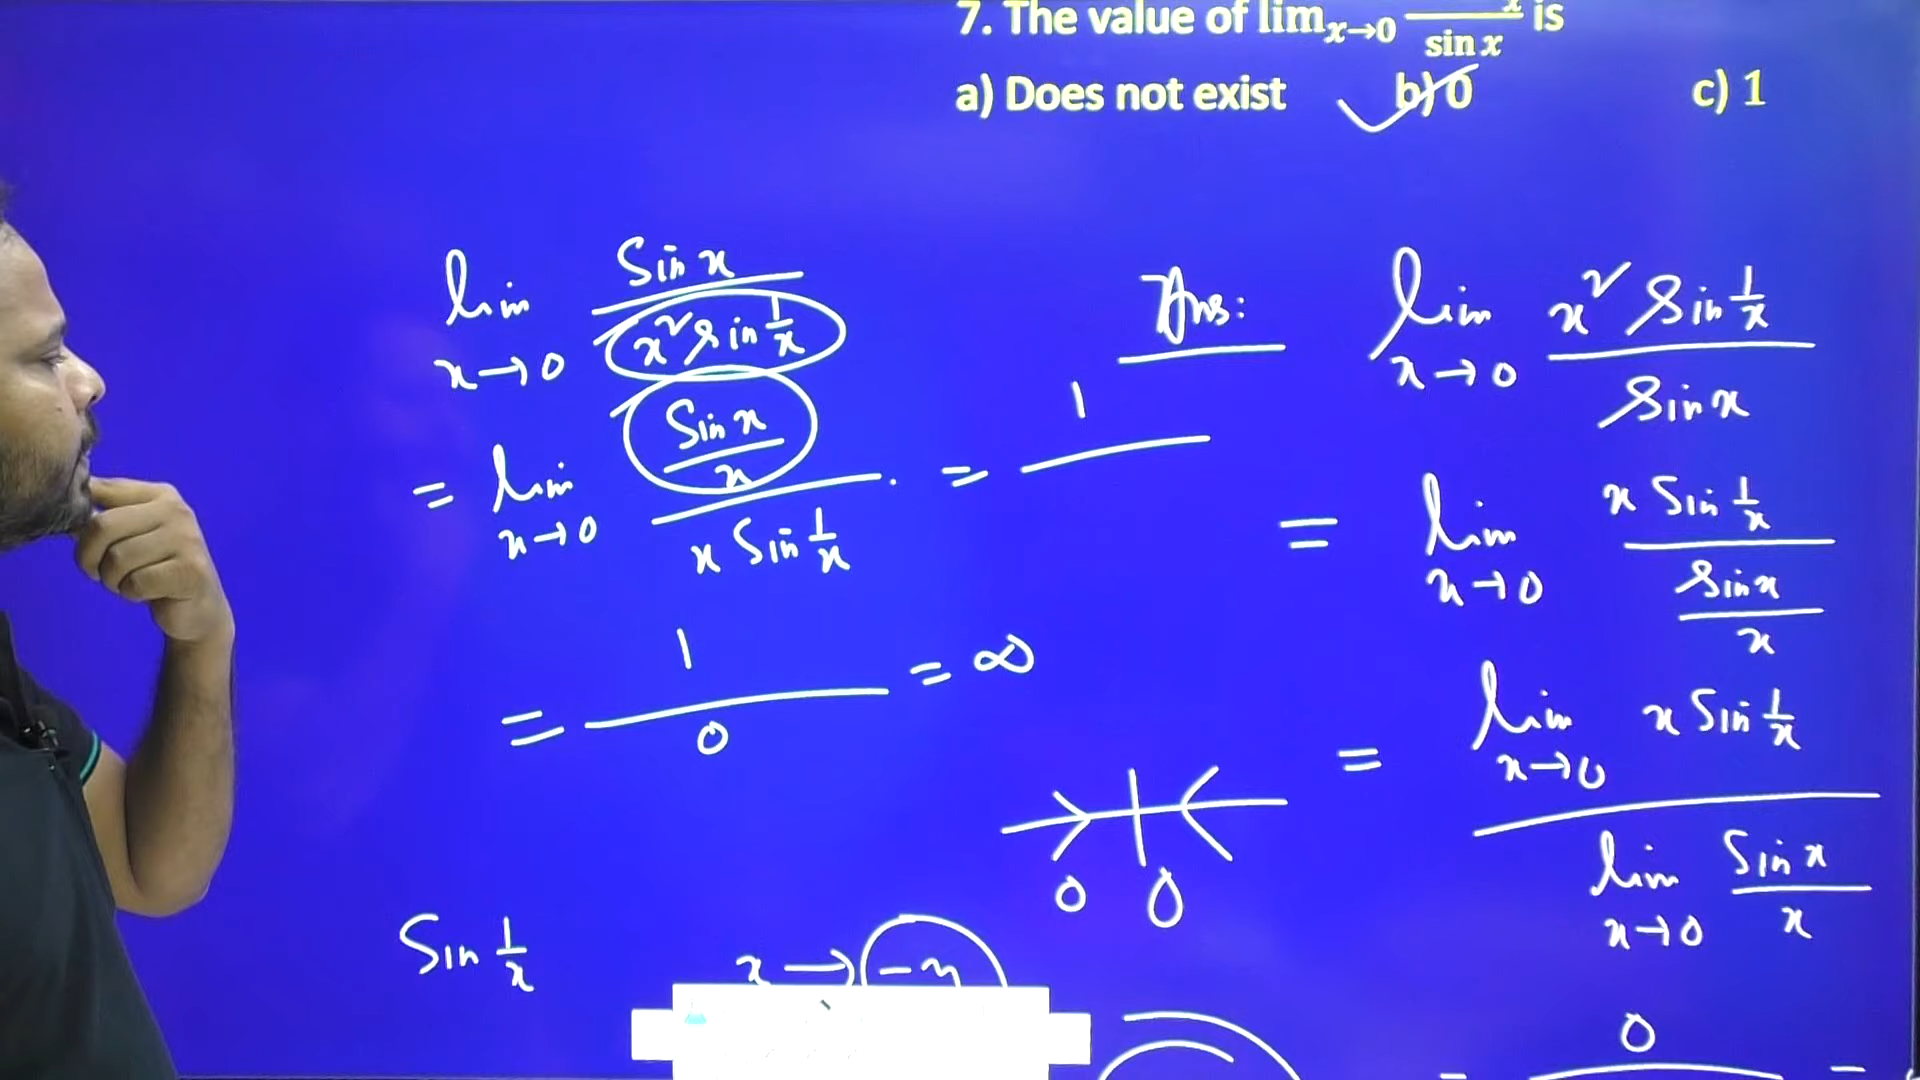 7. The value of lim x→0 x / sin x is
a) Does not exist b) 0 c) 1
lim x→0 Sin x / x² sin 1/x
= lim x→0 (Sin x / x) / (x Sin 1/x) . = 1
= 1 / 0 = ∞
0 0
Sin 1/x x → -x
Ans: lim x→0 x² sin 1/x / sin x
= lim x→0 (x Sin 1/x) / (sin x / x)
= (lim x→0 x Sin 1/x) / (lim x→0 Sin x / x)
= 0 =